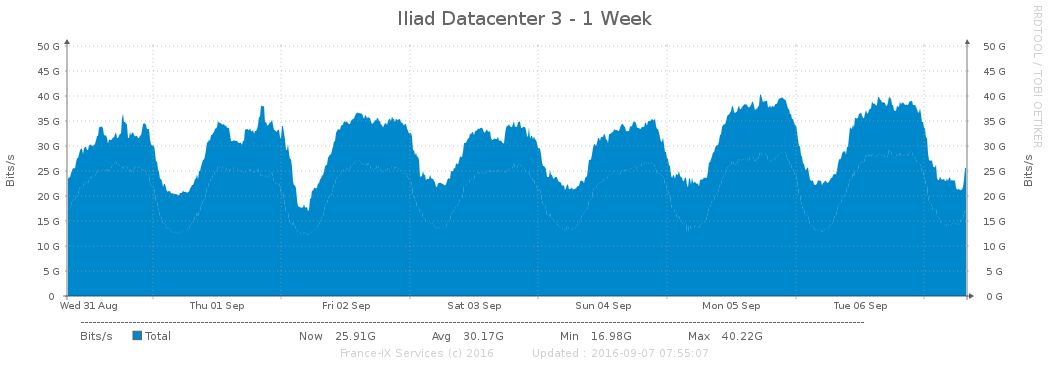 Iliad Datacenter 3 - 1 Week
RRDTOOL / TOBI OETIKER
Bits/s
50 G 50 G
45 G 45 G
40 G 40 G
35 G 35 G
30 G 30 G
25 G 25 G
20 G 20 G
15 G 15 G
10 G 10 G
5 G 5 G
0 0 G
Bits/s
Wed 31 Aug Thu 01 Sep Fri 02 Sep Sat 03 Sep Sun 04 Sep Mon 05 Sep Tue 06 Sep
Bits/s Total Now 25.91G Avg 30.17G Min 16.98G Max 40.22G
France-IX Services (c) 2016 Updated : 2016-09-07 07:55:07